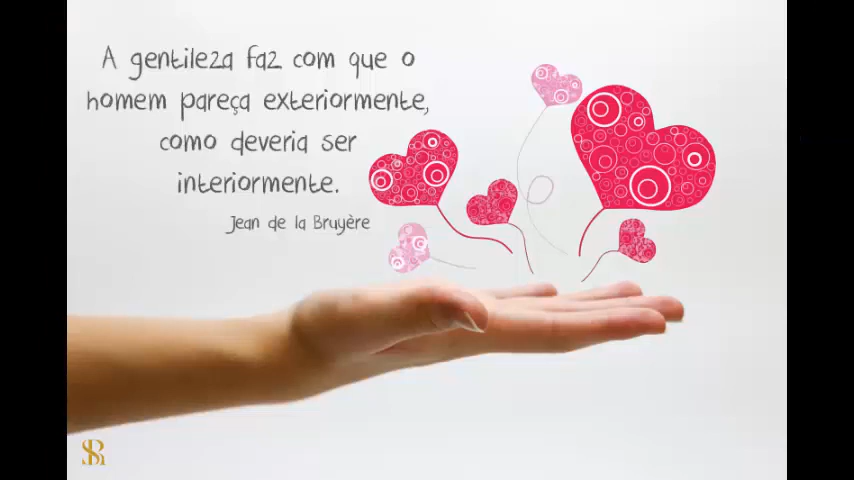 A gentileza faz com que o
homem pareça exteriormente,
como deveria ser
interiormente.
Jean de la Bruyère